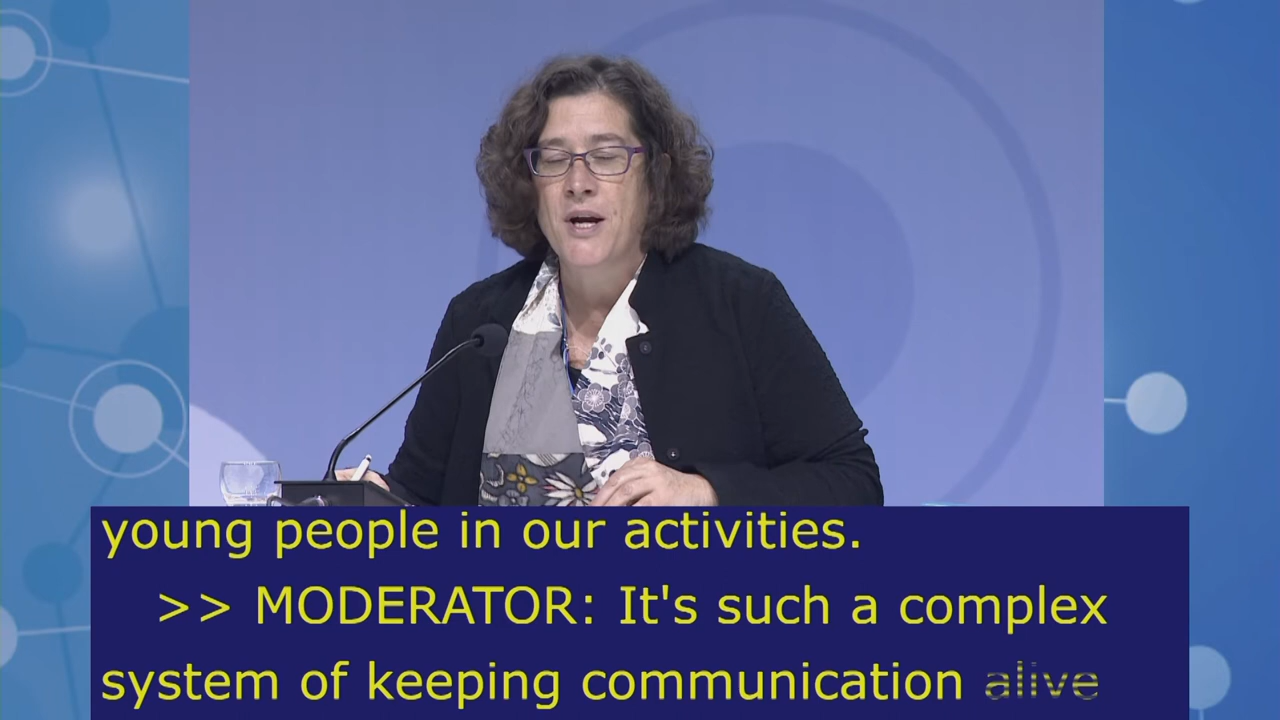 young people in our activities.
>> MODERATOR: It's such a complex
system of keeping communication alive